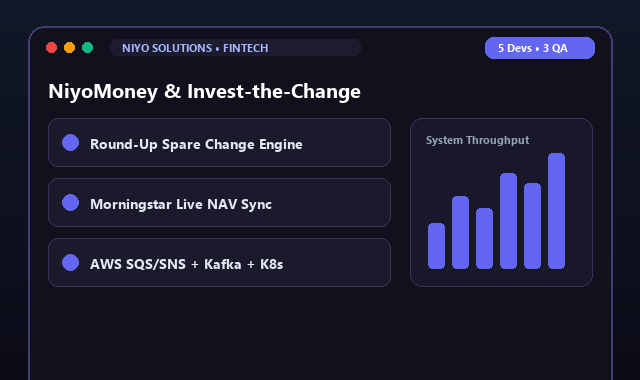 NIYO SOLUTIONS • FINTECH
5 Devs • 3 QA
NiyoMoney & Invest-the-Change
Round-Up Spare Change Engine
Morningstar Live NAV Sync
AWS SQS/SNS + Kafka + K8s
System Throughput